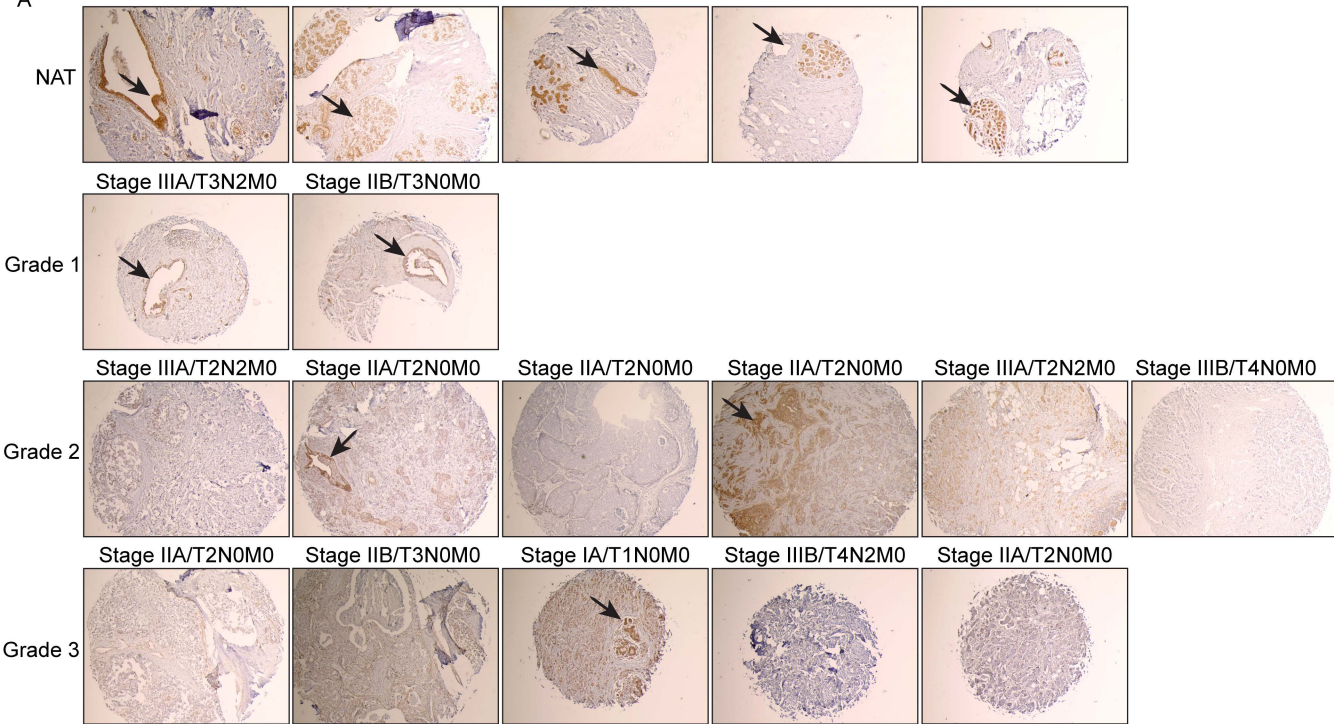 A
NAT
Stage IIIA/T3N2M0 Stage IIB/T3N0M0
Grade 1
Stage IIIA/T2N2M0 Stage IIA/T2N0M0 Stage IIA/T2N0M0 Stage IIA/T2N0M0 Stage IIIA/T2N2M0 Stage IIIB/T4N0M0
Grade 2
Stage IIA/T2N0M0 Stage IIB/T3N0M0 Stage IA/T1N0M0 Stage IIIB/T4N2M0 Stage IIA/T2N0M0
Grade 3